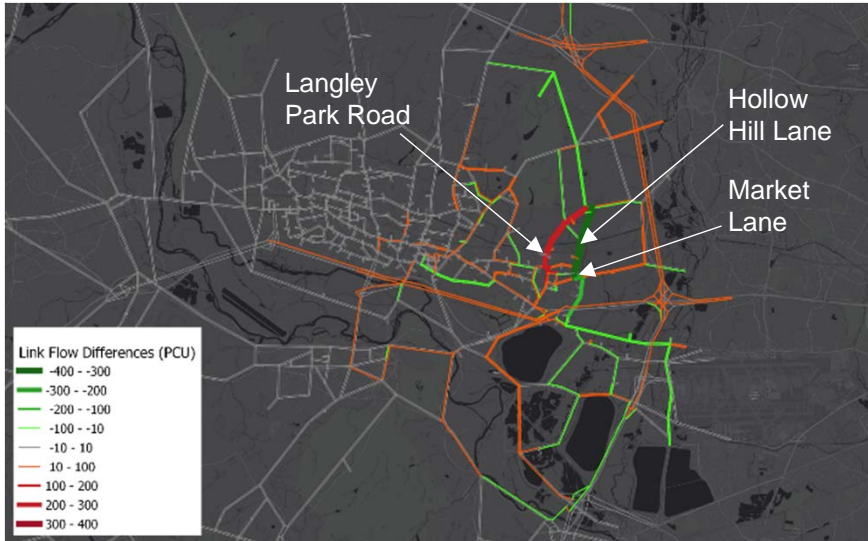 Langley
Park Road
Hollow
Hill Lane
Market
Lane
Link Flow Differences (PCU)
-400 - -300
-300 - -200
-200 - -100
-100 - -10
-10 - 10
10 - 100
100 - 200
200 - 300
300 - 400